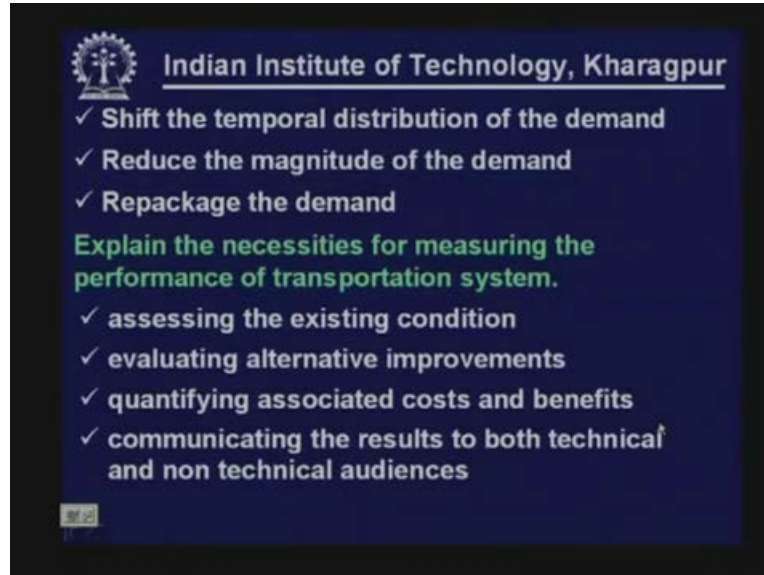 Indian Institute of Technology, Kharagpur
✓ Shift the temporal distribution of the demand
✓ Reduce the magnitude of the demand
✓ Repackage the demand
Explain the necessities for measuring the
performance of transportation system.
✓ assessing the existing condition
✓ evaluating alternative improvements
✓ quantifying associated costs and benefits
✓ communicating the results to both technical
and non technical audiences